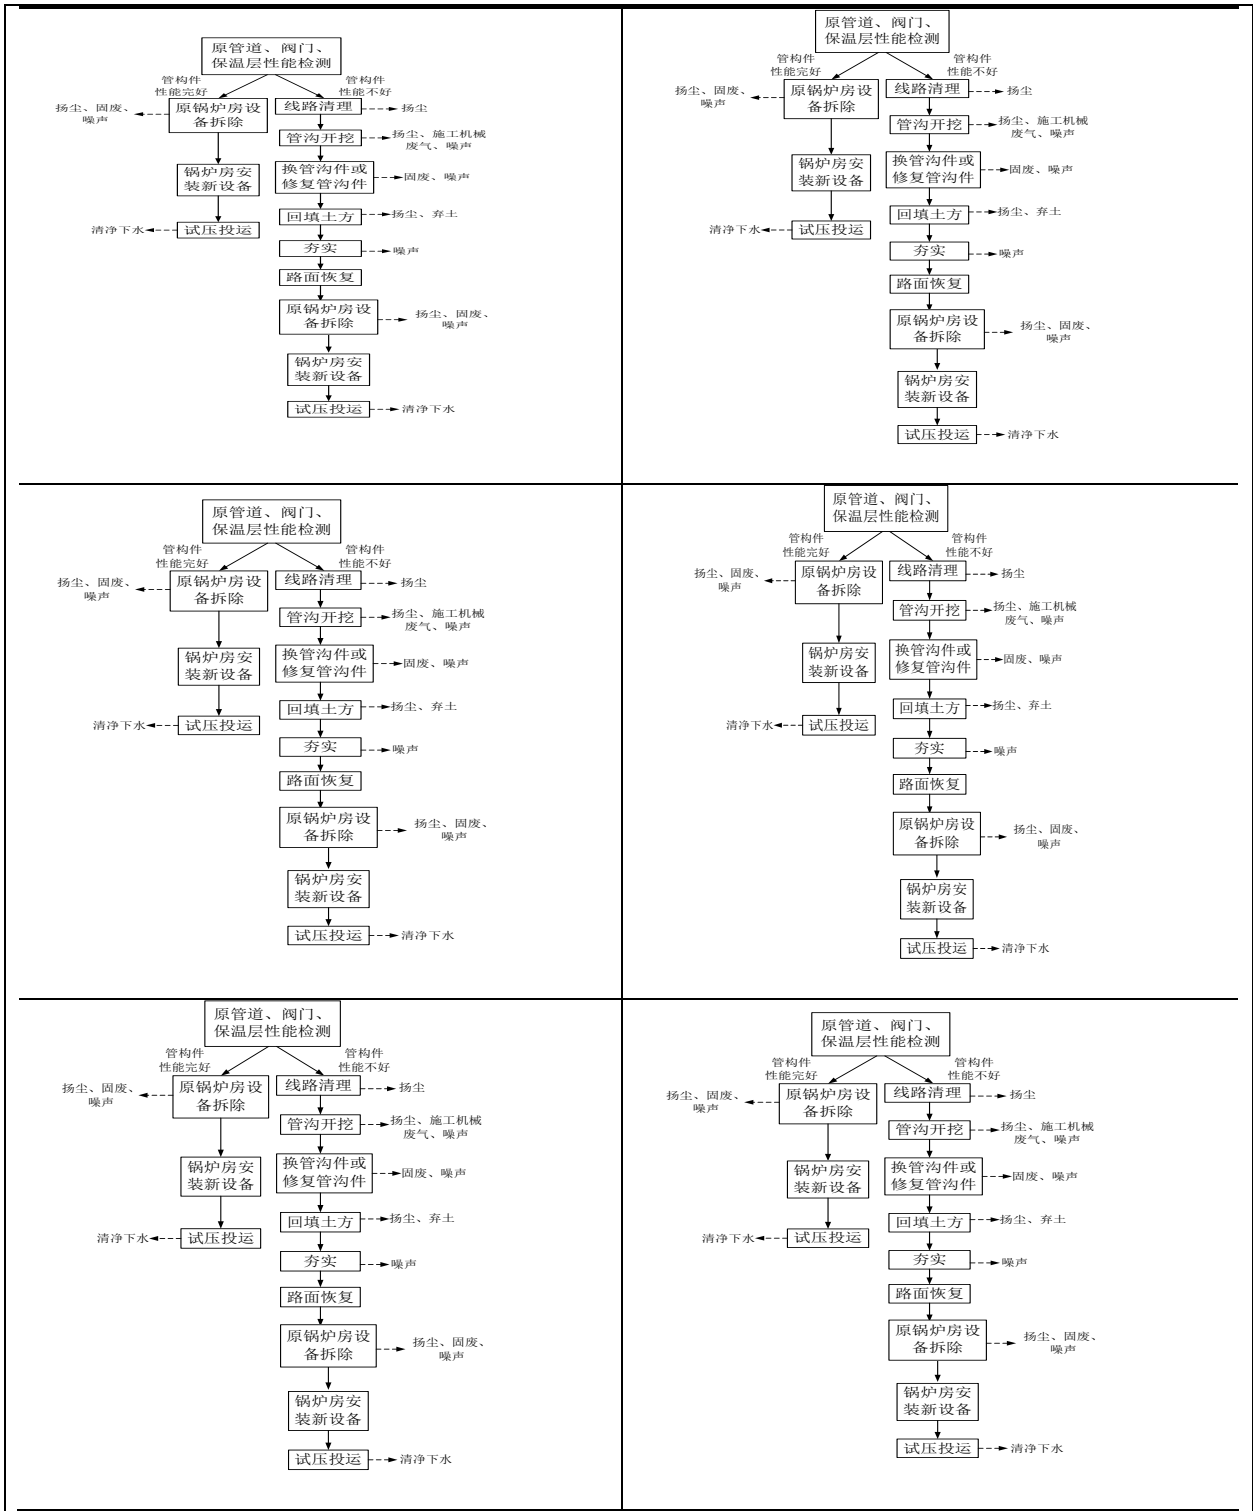 原管道、阀门、
保温层性能检测
管构件
性能完好
管构件
性能不好
扬尘、固废、
噪声
原锅炉房设
备拆除
锅炉房安
装新设备
清净下水
试压投运
线路清理
扬尘
管沟开挖
扬尘、施工机械
废气、噪声
换管沟件或
修复管沟件
固废、噪声
回填土方
扬尘、弃土
夯实
噪声
路面恢复
原锅炉房设
备拆除
扬尘、固废、
噪声
锅炉房安
装新设备
试压投运
清净下水
原管道、阀门、
保温层性能检测
管构件
性能完好
管构件
性能不好
扬尘、固废、
噪声
原锅炉房设
备拆除
锅炉房安
装新设备
清净下水
试压投运
线路清理
扬尘
管沟开挖
扬尘、施工机械
废气、噪声
换管沟件或
修复管沟件
固废、噪声
回填土方
扬尘、弃土
夯实
噪声
路面恢复
原锅炉房设
备拆除
扬尘、固废、
噪声
锅炉房安
装新设备
试压投运
清净下水
原管道、阀门、
保温层性能检测
管构件
性能完好
管构件
性能不好
扬尘、固废、
噪声
原锅炉房设
备拆除
锅炉房安
装新设备
清净下水
试压投运
线路清理
扬尘
管沟开挖
扬尘、施工机械
废气、噪声
换管沟件或
修复管沟件
固废、噪声
回填土方
扬尘、弃土
夯实
噪声
路面恢复
原锅炉房设
备拆除
扬尘、固废、
噪声
锅炉房安
装新设备
试压投运
清净下水
原管道、阀门、
保温层性能检测
管构件
性能完好
管构件
性能不好
扬尘、固废、
噪声
原锅炉房设
备拆除
锅炉房安
装新设备
清净下水
试压投运
线路清理
扬尘
管沟开挖
扬尘、施工机械
废气、噪声
换管沟件或
修复管沟件
固废、噪声
回填土方
扬尘、弃土
夯实
噪声
路面恢复
原锅炉房设
备拆除
扬尘、固废、
噪声
锅炉房安
装新设备
试压投运
清净下水
原管道、阀门、
保温层性能检测
管构件
性能完好
管构件
性能不好
扬尘、固废、
噪声
原锅炉房设
备拆除
锅炉房安
装新设备
清净下水
试压投运
线路清理
扬尘
管沟开挖
扬尘、施工机械
废气、噪声
换管沟件或
修复管沟件
固废、噪声
回填土方
扬尘、弃土
夯实
噪声
路面恢复
原锅炉房设
备拆除
扬尘、固废、
噪声
锅炉房安
装新设备
试压投运
清净下水
原管道、阀门、
保温层性能检测
管构件
性能完好
管构件
性能不好
扬尘、固废、
噪声
原锅炉房设
备拆除
锅炉房安
装新设备
清净下水
试压投运
线路清理
扬尘
管沟开挖
扬尘、施工机械
废气、噪声
换管沟件或
修复管沟件
固废、噪声
回填土方
扬尘、弃土
夯实
噪声
路面恢复
原锅炉房设
备拆除
扬尘、固废、
噪声
锅炉房安
装新设备
试压投运
清净下水